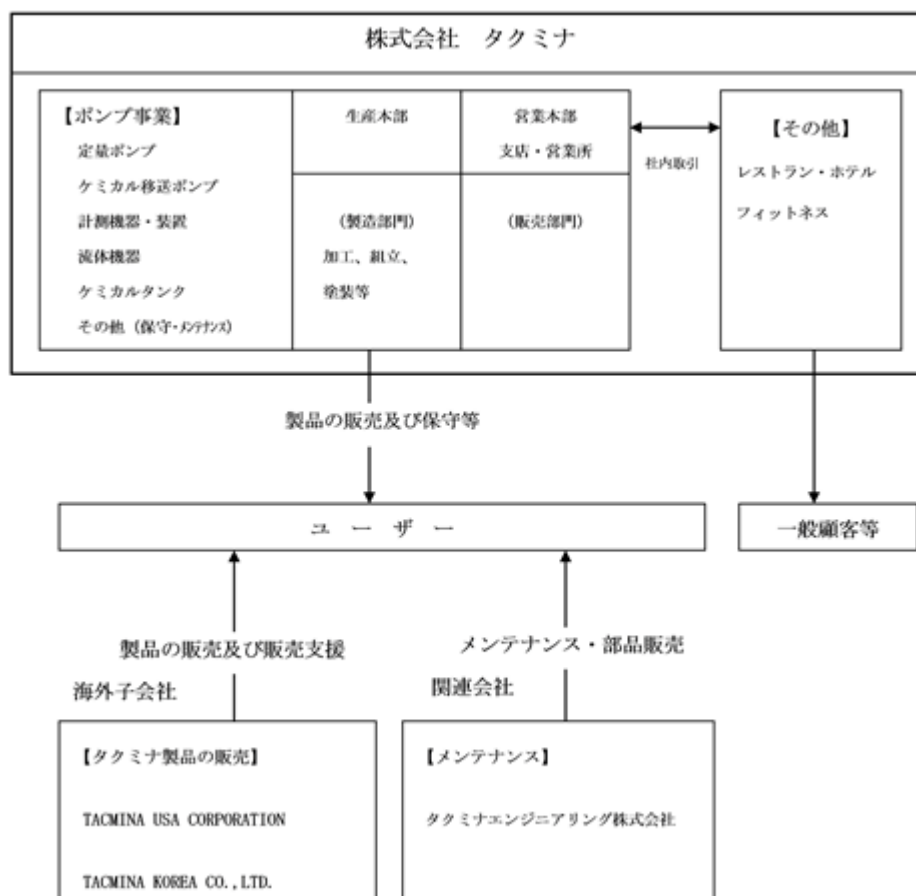 株式会社 タクミナ
【ポンプ事業】
定量ポンプ
ケミカル移送ポンプ
計測機器・装置
流体機器
ケミカルタンク
その他（保守・メンテナンス）
生産本部
（製造部門）
加工、組立、
塗装等
営業本部
支店・営業所
（販売部門）
社内取引
【その他】
レストラン・ホテル
フィットネス
製品の販売及び保守等
ユ ー ザ ー
一般顧客等
製品の販売及び販売支援
海外子会社
メンテナンス・部品販売
関連会社
【タクミナ製品の販売】
TACMINA USA CORPORATION
TACMINA KOREA CO.,LTD.
【メンテナンス】
タクミナエンジニアリング株式会社